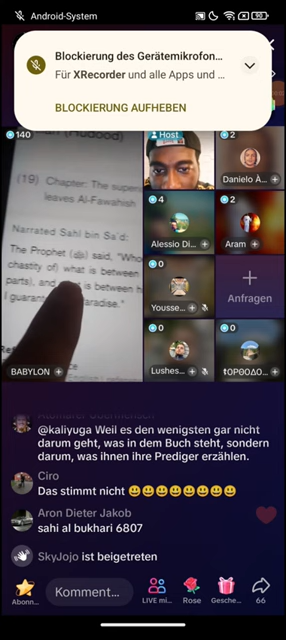 Android-System
90
Blockierung des Gerätemikrofon…
Für XRecorder und alle Apps und …
BLOCKIERUNG AUFHEBEN
140
Host
2
(19) Chapter: The
leaves Al-Fawahish
Danielo À...
4
2
Narrated Sahl bin Sa'd:
The Prophet (ﷺ) said, "Who
chastity of) what is between
parts), and is between h
I Paradise."
Alessio Di...
Aram
0
Anfragen
Yousse...
0
0
BABYLON
Lushes...
@kaliyuga Weil es den wenigsten gar nicht
darum geht, was in dem Buch steht, sondern
darum, was ihnen ihre Prediger erzählen.
Ciro
Das stimmt nicht 😃😃😃😃😃😃😃😃
Aron Dieter Jakob
sahi al bukhari 6807
SkyJojo ist beigetreten
Komment...
Abonn...
LIVE mi...
Rose
Gesche...
66